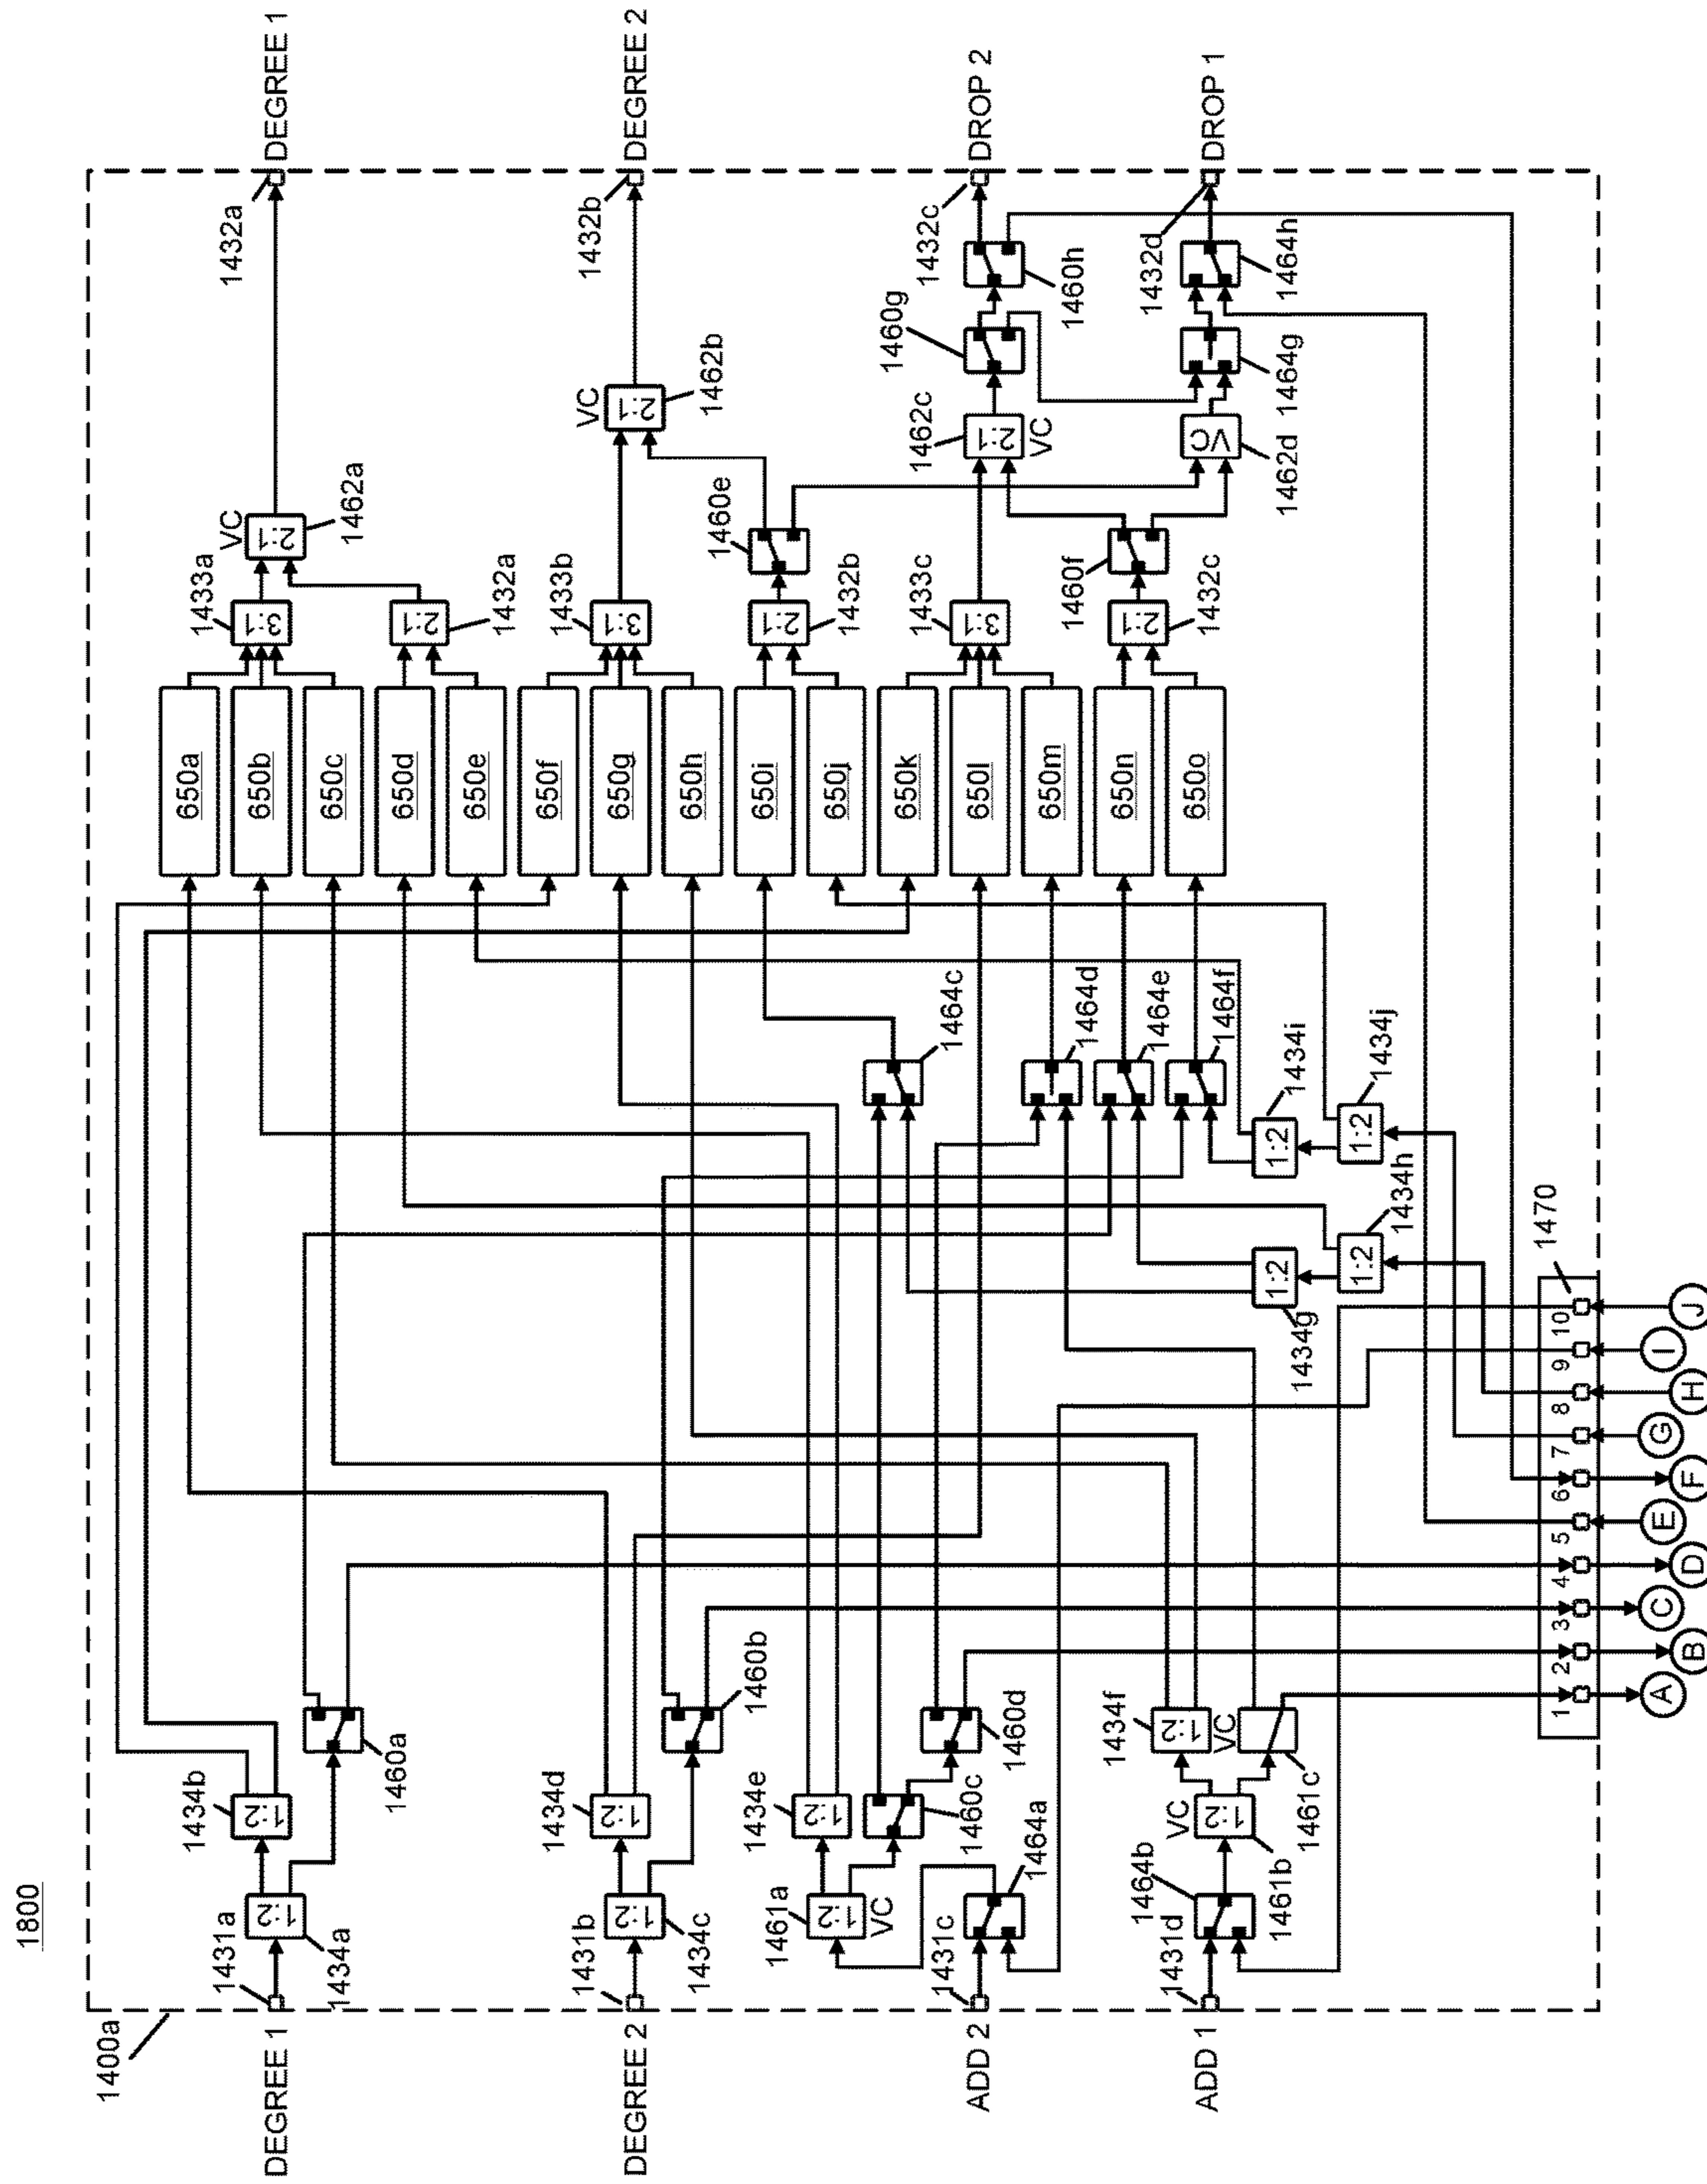 1800
1400a
DEGREE 1
1431a
1434a
1:2
1434b
1:2
1460a
DEGREE 2
1431b
1434c
1:2
1434d
1:2
1460b
1461a
1:2
VC
1434e
1:2
1460c
1460d
ADD 2
1431c
1464a
ADD 1
1431d
1464b
VC
1:2
1461b
1434f
1:2
VC
1461c
1464c
1464d
1464e
1464f
1434g
1:2
1434h
1:2
1434i
1:2
1434j
1:2
650a
650b
650c
650d
650e
650f
650g
650h
650i
650j
650k
650l
650m
650n
650o
1433a
3:1
2:1
1432a
VC
2:1
1462a
1432a
DEGREE 1
1433b
3:1
2:1
1432b
1460e
VC
2:1
1462b
1432b
DEGREE 2
1433c
3:1
2:1
1432c
1460f
1462c
2:1
VC
VC
1462d
1460g
1460h
1464g
1464h
1432c
DROP 2
1432d
DROP 1
1470
1 2 3 4 5 6 7 8 9 10
A B C D E F G H I J